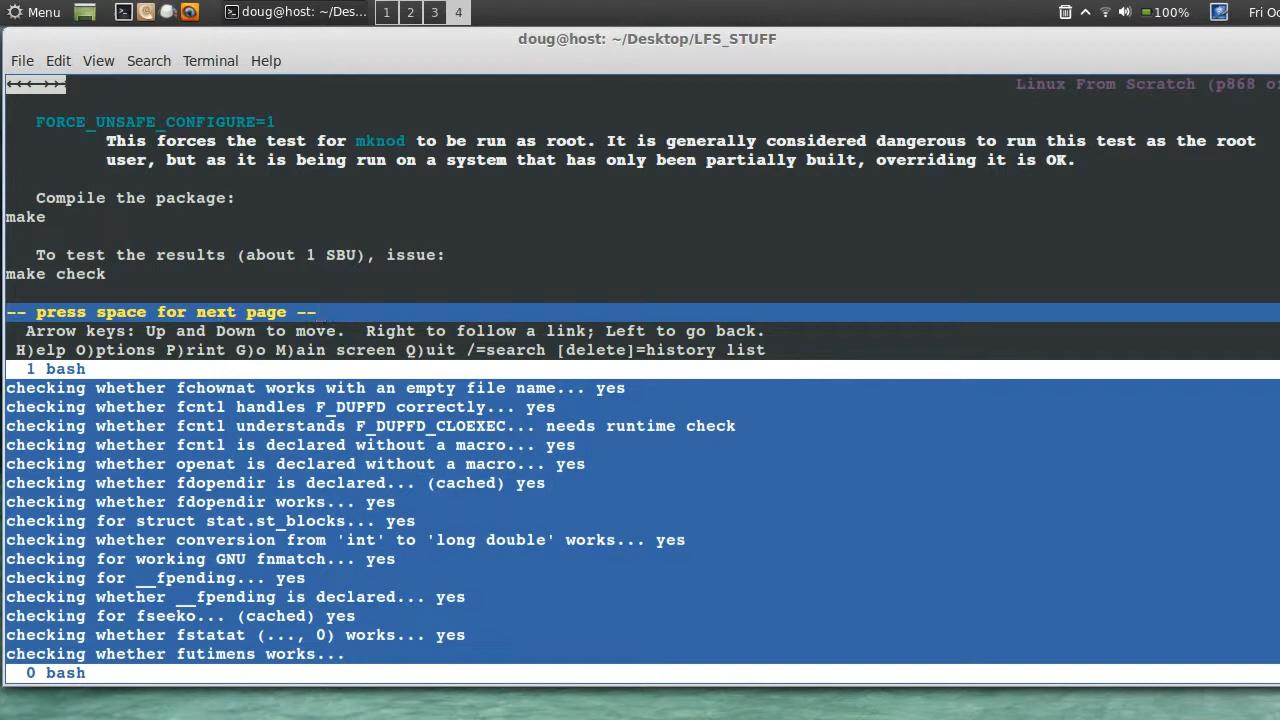 Menu doug@host: ~/Des... 1 2 3 4 100% Fri Oc
doug@host: ~/Desktop/LFS_STUFF
File Edit View Search Terminal Help
Linux From Scratch (p868 o
FORCE_UNSAFE_CONFIGURE=1
This forces the test for mknod to be run as root. It is generally considered dangerous to run this test as the root
user, but as it is being run on a system that has only been partially built, overriding it is OK.
Compile the package:
make
To test the results (about 1 SBU), issue:
make check
-- press space for next page --
Arrow keys: Up and Down to move. Right to follow a link; Left to go back.
H)elp O)ptions P)rint G)o M)ain screen Q)uit /=search [delete]=history list
1 bash
checking whether fchownat works with an empty file name... yes
checking whether fcntl handles F_DUPFD correctly... yes
checking whether fcntl understands F_DUPFD_CLOEXEC... needs runtime check
checking whether fcntl is declared without a macro... yes
checking whether openat is declared without a macro... yes
checking whether fdopendir is declared... (cached) yes
checking whether fdopendir works... yes
checking for struct stat.st_blocks... yes
checking whether conversion from 'int' to 'long double' works... yes
checking for working GNU fnmatch... yes
checking for __fpending... yes
checking whether __fpending is declared... yes
checking for fseeko... (cached) yes
checking whether fstatat (..., 0) works... yes
checking whether futimens works...
0 bash